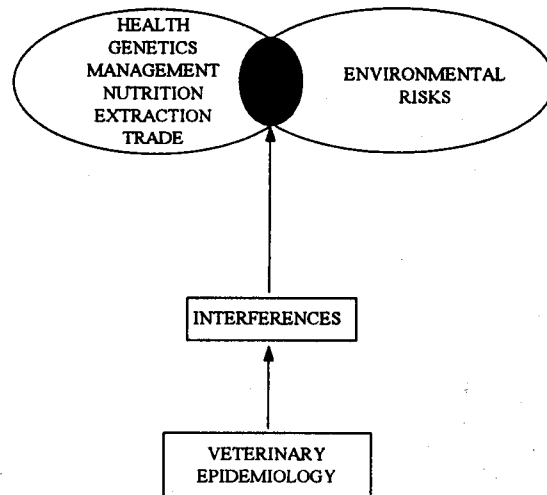 HEALTH
GENETICS
MANAGEMENT
NUTRITION
EXTRACTION
TRADE
ENVIRONMENTAL
RISKS
INTERFERENCES
VETERINARY
EPIDEMIOLOGY